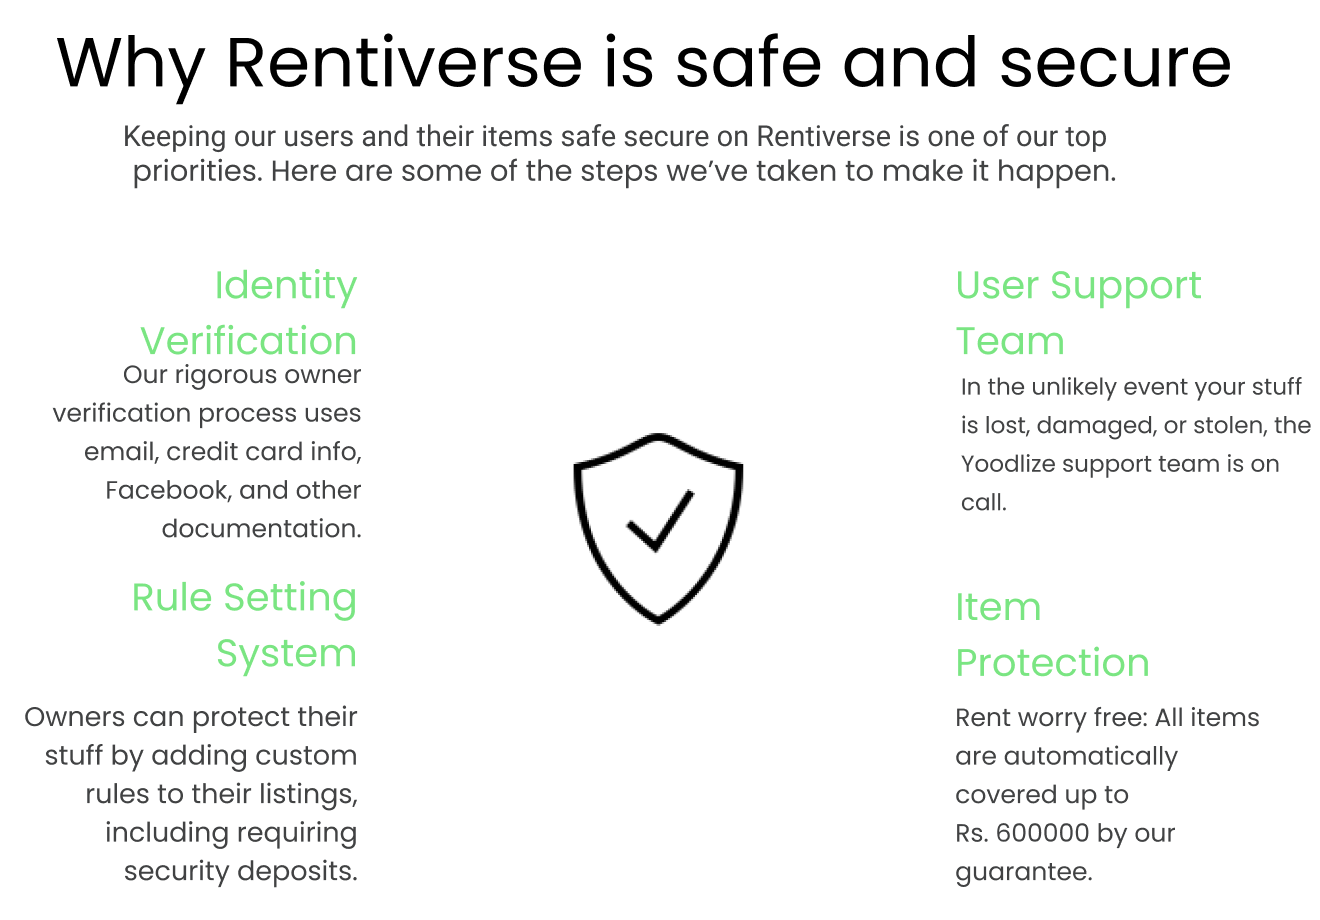 Why Rentiverse is safe and secure
Keeping our users and their items safe secure on Rentiverse is one of our top
priorities. Here are some of the steps we’ve taken to make it happen.
Identity
Verification
Our rigorous owner
verification process uses
email, credit card info,
Facebook, and other
documentation.
Rule Setting
System
Owners can protect their
stuff by adding custom
rules to their listings,
including requiring
security deposits.
User Support
Team
In the unlikely event your stuff
is lost, damaged, or stolen, the
Yoodlize support team is on
call.
Item
Protection
Rent worry free: All items
are automatically
covered up to
Rs. 600000 by our
guarantee.